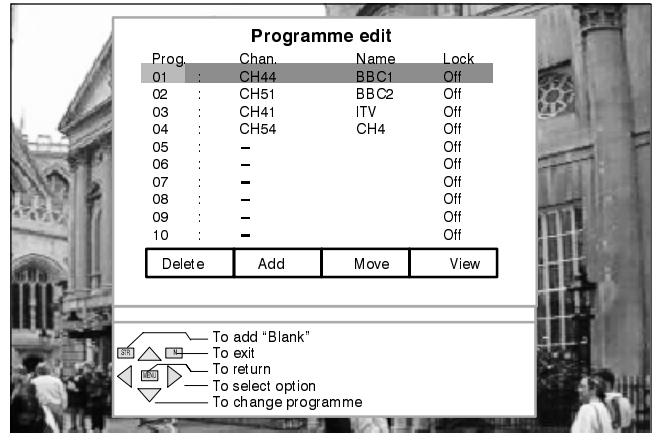 Programme edit
Prog. Chan. Name Lock
01 : CH44 BBC1 Off
02 : CH51 BBC2 Off
03 : CH41 ITV Off
04 : CH54 CH4 Off
05 : – Off
06 : – Off
07 : – Off
08 : – Off
09 : – Off
10 : – Off
Delete Add Move View
To add “Blank”
STR N To exit
MENU To return
To select option
To change programme